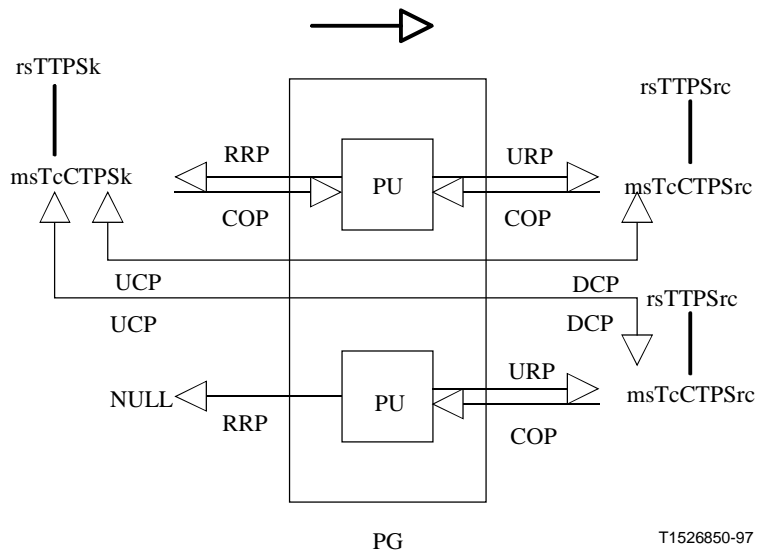 rsTTPSk
rsTTPSrc
RRP
URP
msTcCTPSk
PU
msTcCTPSrc
COP
COP
UCP
DCP
rsTTPSrc
UCP
DCP
URP
NULL
PU
msTcCTPSrc
RRP
COP
PG
T1526850-97